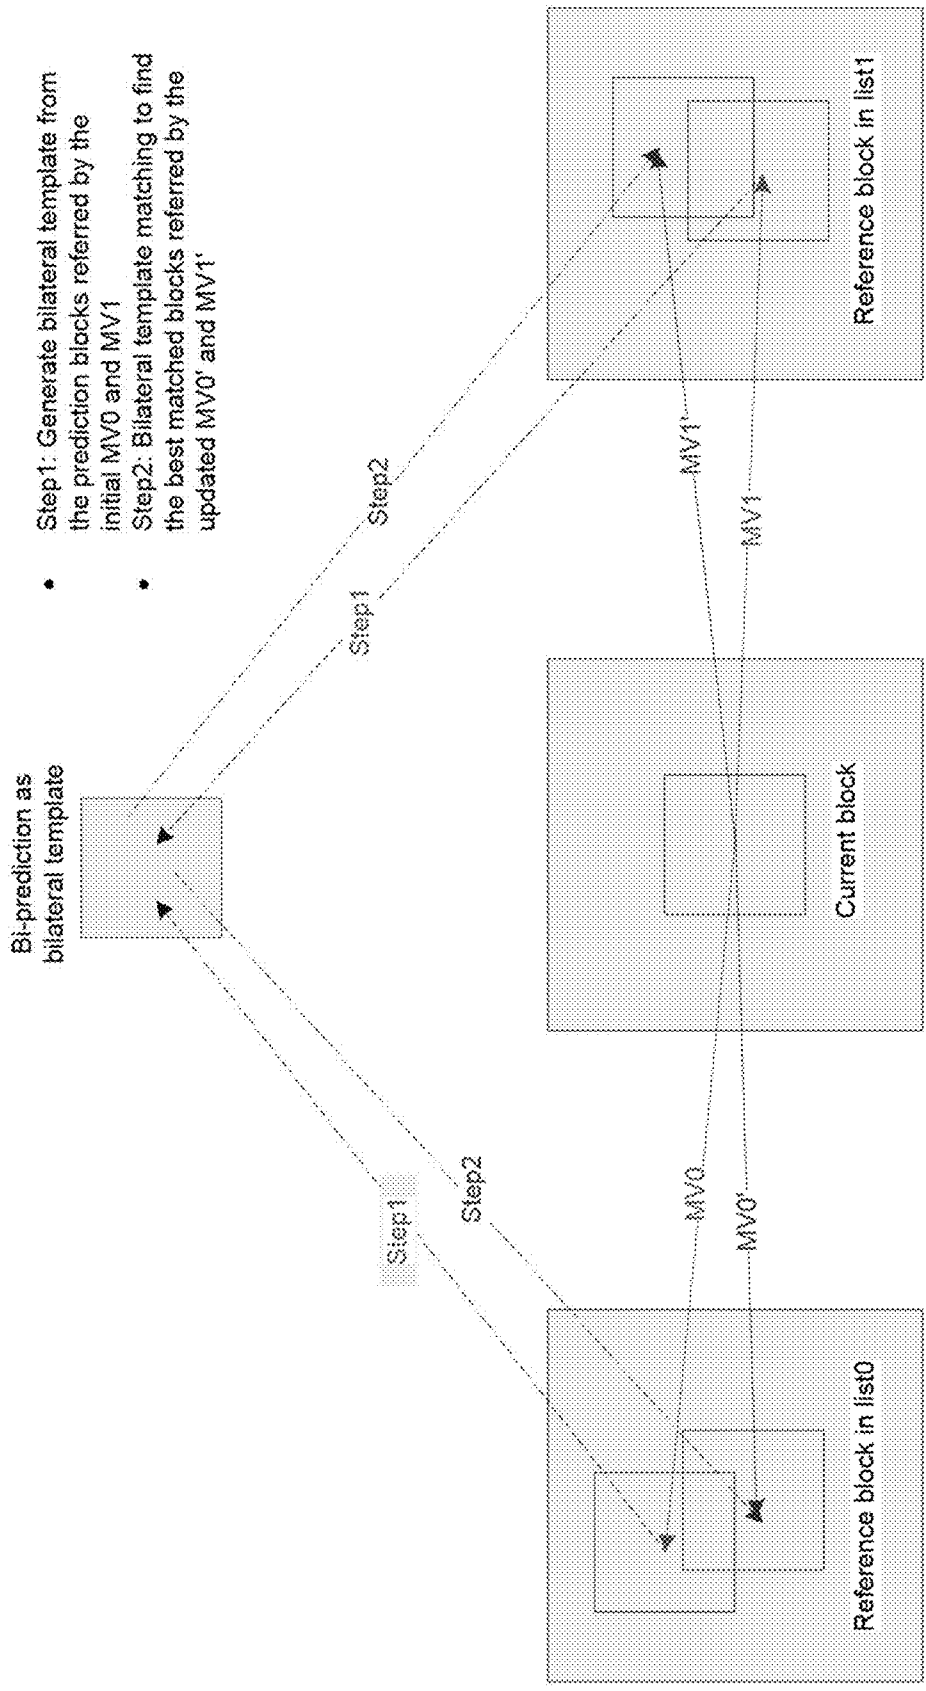 Bi-prediction as
bilateral template
• Step1: Generate bilateral template from
the prediction blocks referred by the
initial MV0 and MV1
• Step2: Bilateral template matching to find
the best matched blocks referred by the
updated MV0' and MV1'
Step1
Step2
Step1
Step2
MV0
MV0'
MV1'
MV1
Reference block in list0
Current block
Reference block in list1